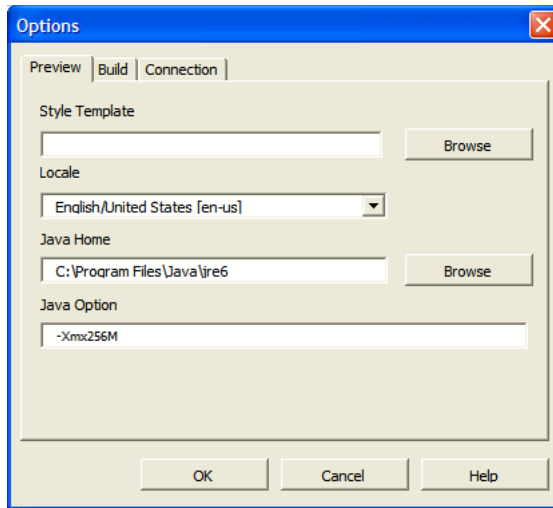 Options
Preview Build Connection
Style Template
Browse
Locale
English/United States [en-us]
Java Home
C:\Program Files\Java\jre6 Browse
Java Option
-Xmx256M
OK Cancel Help